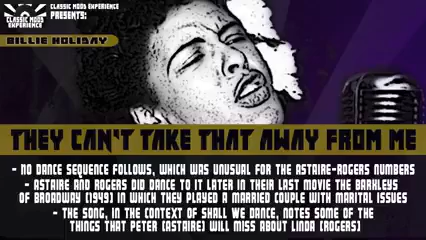 CLASSIC MOOD EXPERIENCE
PRESENTS:
CLASSIC MOOD
EXPERIENCE
BILLIE HOLIDAY
THEY CAN'T TAKE THAT AWAY FROM ME
- NO DANCE SEQUENCE FOLLOWS, WHICH WAS UNUSUAL FOR THE ASTAIRE-ROGERS NUMBERS
- ASTAIRE AND ROGERS DID DANCE TO IT LATER IN THEIR LAST MOVIE THE BARKLEYS
OF BROADWAY (1949) IN WHICH THEY PLAYED A MARRIED COUPLE WITH MARITAL ISSUES
- THE SONG, IN THE CONTEXT OF SHALL WE DANCE, NOTES SOME OF THE
THINGS THAT PETER (ASTAIRE) WILL MISS ABOUT LINDA (ROGERS)